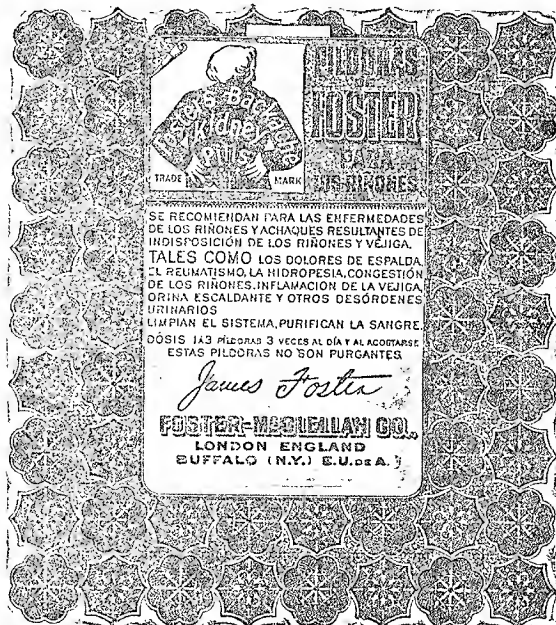 Foster's Backache
Kidney
Pills
TRADE MARK
PILDORAS
DE
FOSTER
PARA
LOS RIÑONES
SE RECOMIENDAN PARA LAS ENFERMEDADES
DE LOS RIÑONES Y ACHAQUES RESULTANTES DE
INDISPOSICIÓN DE LOS RIÑONES Y VEJIGA.
TALES COMO LOS DOLORES DE ESPALDA,
EL REUMATISMO, LA HIDROPESIA, CONGESTIÓN
DE LOS RIÑONES, INFLAMACION DE LA VEJIGA,
ORINA ESCALDANTE Y OTROS DESÓRDENES
URINARIOS
LIMPIAN EL SISTEMA, PURIFICAN LA SANGRE.
DÓSIS 1 A 3 PÍLDORAS 3 VECES AL DÍA Y AL ACOSTARSE
ESTAS PILDORAS NO SON PURGANTES
James Foster
FOSTER-McCLELLAN CO.,
LONDON ENGLAND
BUFFALO (N.Y.) E.U. DE A.